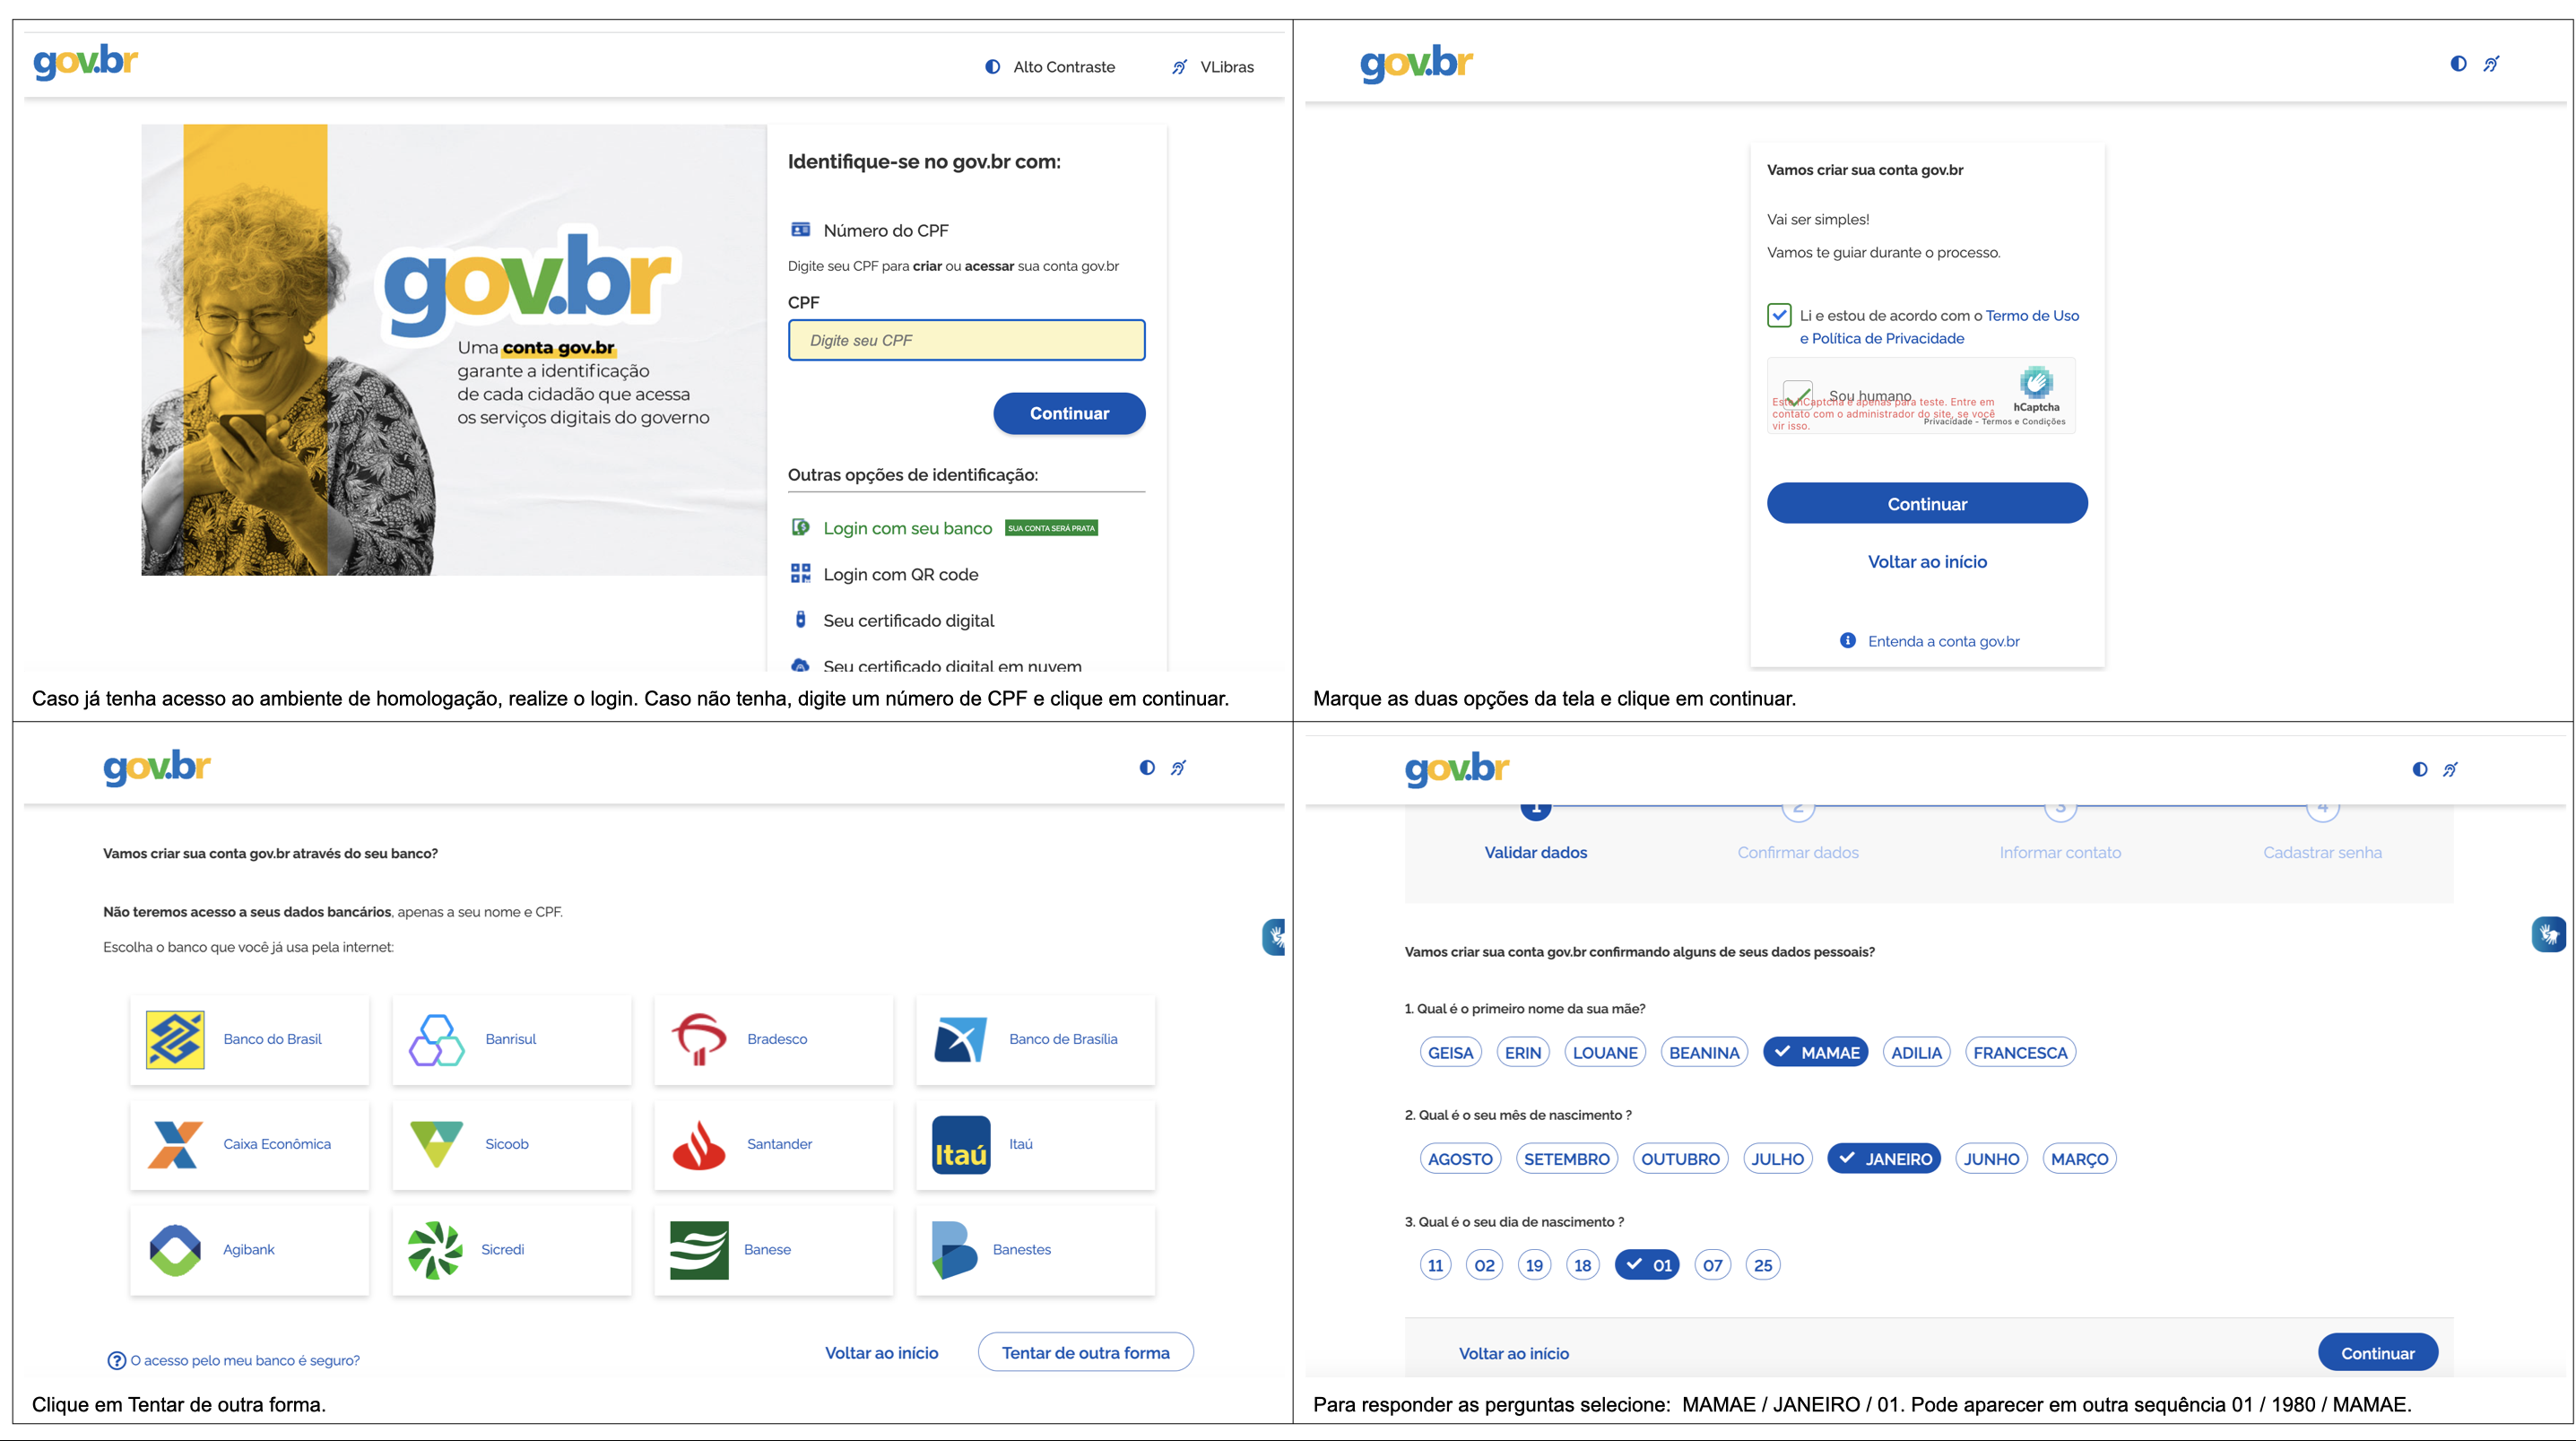 gov.br
Alto Contraste
VLibras
gov.br
Uma conta gov.br
garante a identificação
de cada cidadão que acessa
os serviços digitais do governo
Identifique-se no gov.br com:
Número do CPF
Digite seu CPF para criar ou acessar sua conta gov.br
CPF
Digite seu CPF
Continuar
Outras opções de identificação:
Login com seu banco SUA CONTA SERÁ PRATA
Login com QR code
Seu certificado digital
Seu certificado digital em nuvem
Caso já tenha acesso ao ambiente de homologação, realize o login. Caso não tenha, digite um número de CPF e clique em continuar.
gov.br
Vamos criar sua conta gov.br
Vai ser simples!
Vamos te guiar durante o processo.
Li e estou de acordo com o Termo de Uso
e Política de Privacidade
Sou humano
Este hCaptcha é apenas para teste. Entre em
contato com o administrador do site, se você
vir isso.
hCaptcha
Privacidade - Termos e Condições
Continuar
Voltar ao início
Entenda a conta gov.br
Marque as duas opções da tela e clique em continuar.
gov.br
Vamos criar sua conta gov.br através do seu banco?
Não teremos acesso a seus dados bancários, apenas a seu nome e CPF.
Escolha o banco que você já usa pela internet:
Banco do Brasil
Banrisul
Bradesco
Banco de Brasília
Caixa Econômica
Sicoob
Santander
Itaú
Itaú
Agibank
Sicredi
Banese
Banestes
O acesso pelo meu banco é seguro?
Voltar ao início
Tentar de outra forma
Clique em Tentar de outra forma.
gov.br
1
2
3
4
Validar dados
Confirmar dados
Informar contato
Cadastrar senha
Vamos criar sua conta gov.br confirmando alguns de seus dados pessoais?
1. Qual é o primeiro nome da sua mãe?
GEISA ERIN LOUANE BEANINA MAMAE ADILIA FRANCESCA
2. Qual é o seu mês de nascimento ?
AGOSTO SETEMBRO OUTUBRO JULHO JANEIRO JUNHO MARÇO
3. Qual é o seu dia de nascimento ?
11 02 19 18 01 07 25
Voltar ao início
Continuar
Para responder as perguntas selecione: MAMAE / JANEIRO / 01. Pode aparecer em outra sequência 01 / 1980 / MAMAE.